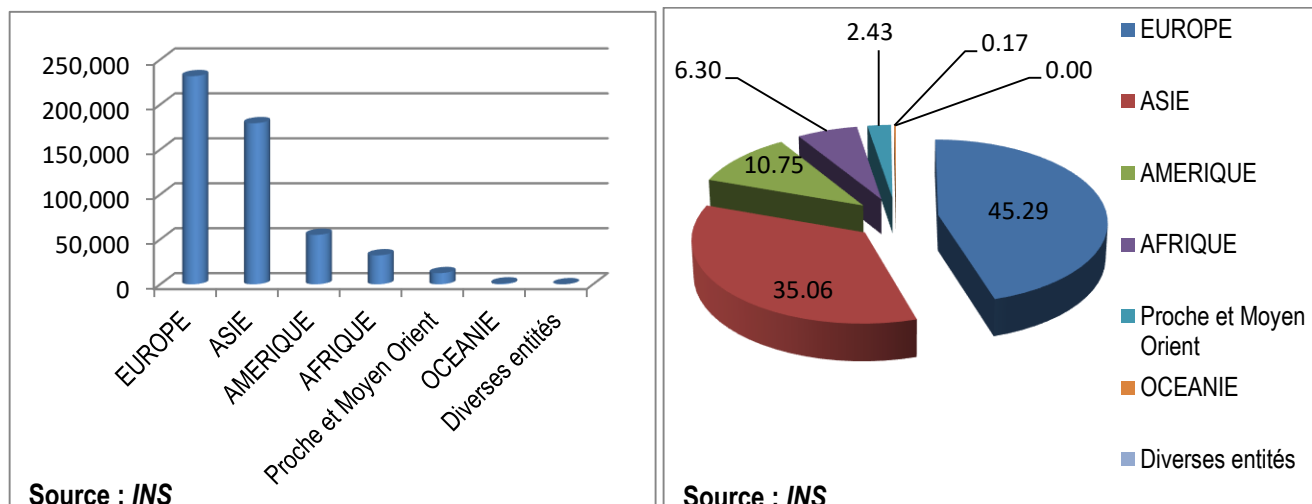 250,000
200,000
150,000
100,000
50,000
0
EUROPE
ASIE
AMERIQUE
AFRIQUE
Proche et Moyen Orient
OCEANIE
Diverses entités
Source : INS
2.43
0.17
6.30
0.00
10.75
45.29
35.06
EUROPE
ASIE
AMERIQUE
AFRIQUE
Proche et Moyen
Orient
OCEANIE
Diverses entités
Source : INS